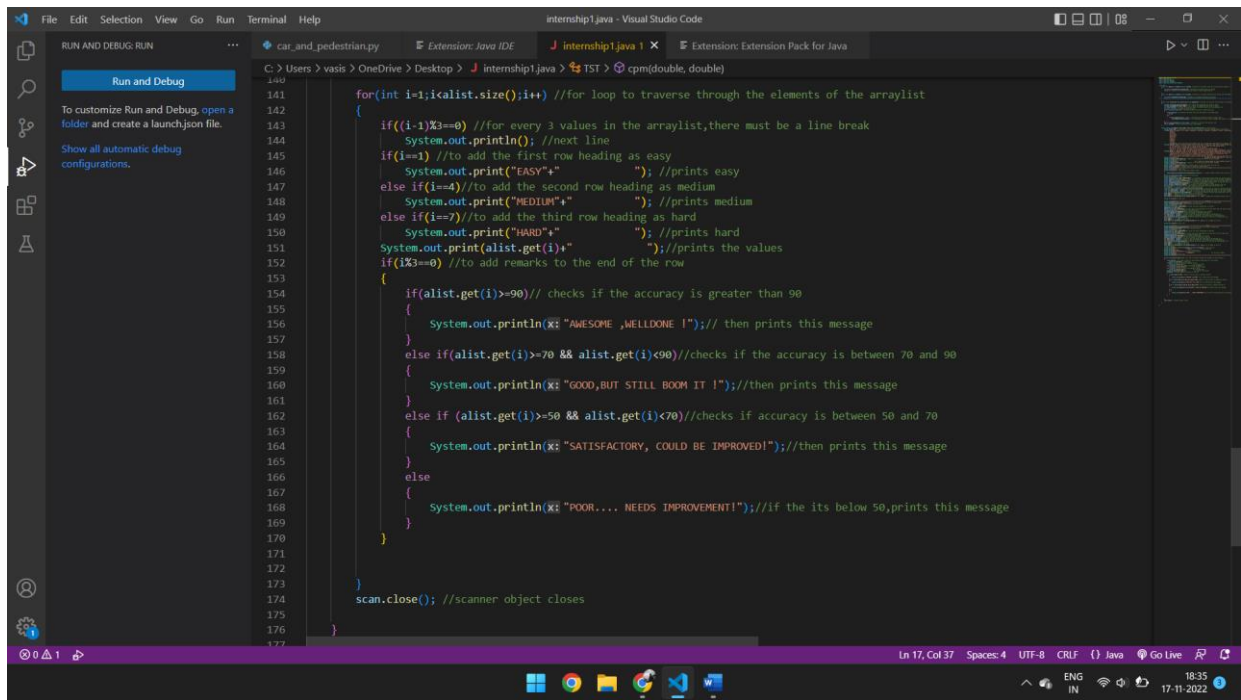 File Edit Selection View Go Run Terminal Help
internship1.java - Visual Studio Code
RUN AND DEBUG: RUN ...
car_and_pedestrian.py
Extension: Java IDE
J internship1.java 1 X
Extension: Extension Pack for Java
C: > Users > vasis > OneDrive > Desktop > J internship1.java > TST > cpm(double, double)
Run and Debug
To customize Run and Debug, open a
folder and create a launch.json file.
Show all automatic debug
configurations.
140
141 for(int i=1;i<alist.size();i++) //for loop to traverse through the elements of the arraylist
142 {
143 if((i-1)%3==0) //for every 3 values in the arraylist,there must be a line break
144 System.out.println(); //next line
145 if(i==1) //to add the first row heading as easy
146 System.out.print("EASY"+"          "); //prints easy
147 else if(i==4)//to add the second row heading as medium
148 System.out.print("MEDIUM"+"          "); //prints medium
149 else if(i==7)//to add the third row heading as hard
150 System.out.print("HARD"+"          "); //prints hard
151 System.out.print(alist.get(i)+"          ");//prints the values
152 if(i%3==0) //to add remarks to the end of the row
153 {
154 if(alist.get(i)>=90)// checks if the accuracy is greater than 90
155 {
156 System.out.println(x: "AWESOME ,WELLDONE !");// then prints this message
157 }
158 else if(alist.get(i)>=70 && alist.get(i)<90)//checks if the accuracy is between 70 and 90
159 {
160 System.out.println(x: "GOOD,BUT STILL BOOM IT !");//then prints this message
161 }
162 else if (alist.get(i)>=50 && alist.get(i)<70)//checks if accuracy is between 50 and 70
163 {
164 System.out.println(x: "SATISFACTORY, COULD BE IMPROVED!");//then prints this message
165 }
166 else
167 {
168 System.out.println(x: "POOR.... NEEDS IMPROVEMENT!");//if the its below 50,prints this message
169 }
170 }
171
172
173 }
174 scan.close(); //scanner object closes
175
176 }
177
0 1
Ln 17, Col 37 Spaces: 4 UTF-8 CRLF {} Java Go Live
ENG
IN
18:35
17-11-2022
3